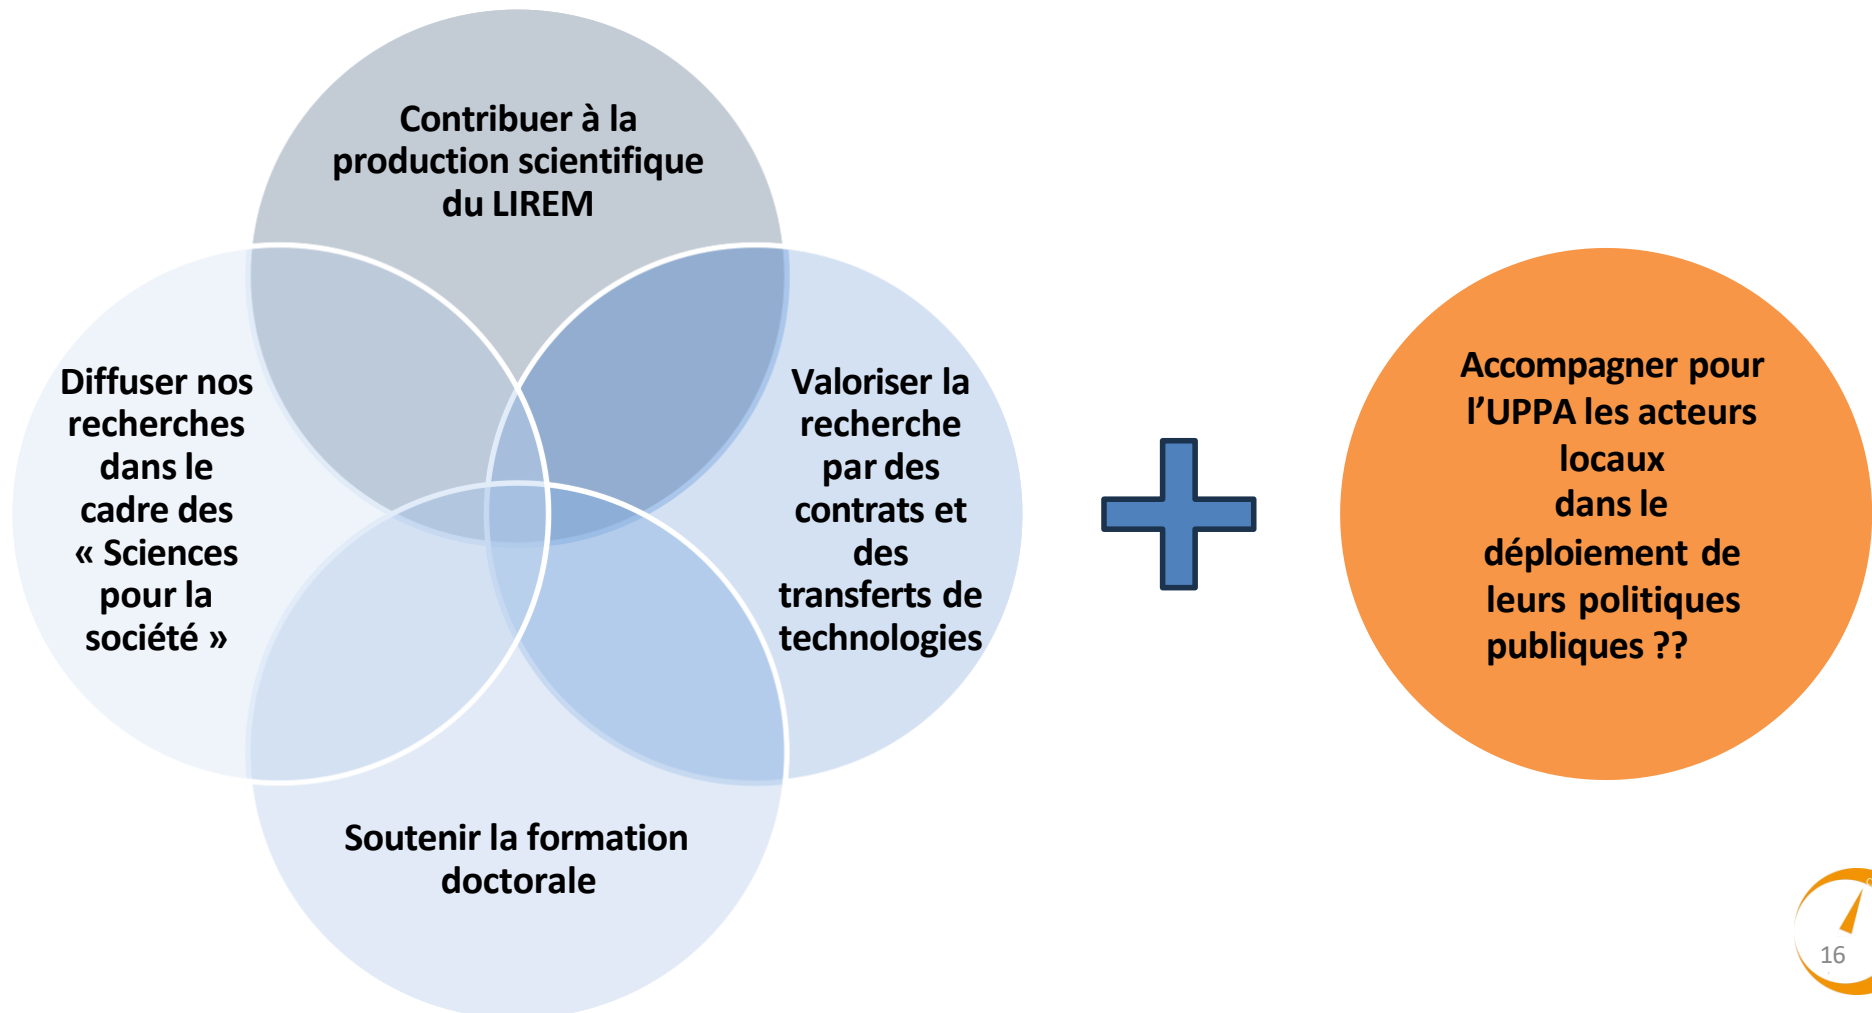 Contribuer à la
production scientifique
du LIREM
Diffuser nos
recherches
dans le
cadre des
« Sciences
pour la
société »
Valoriser la
recherche
par des
contrats et
des
transferts de
technologies
Soutenir la formation
doctorale
Accompagner pour
l’UPPA les acteurs
locaux
dans le
déploiement de
leurs politiques
publiques ??
16